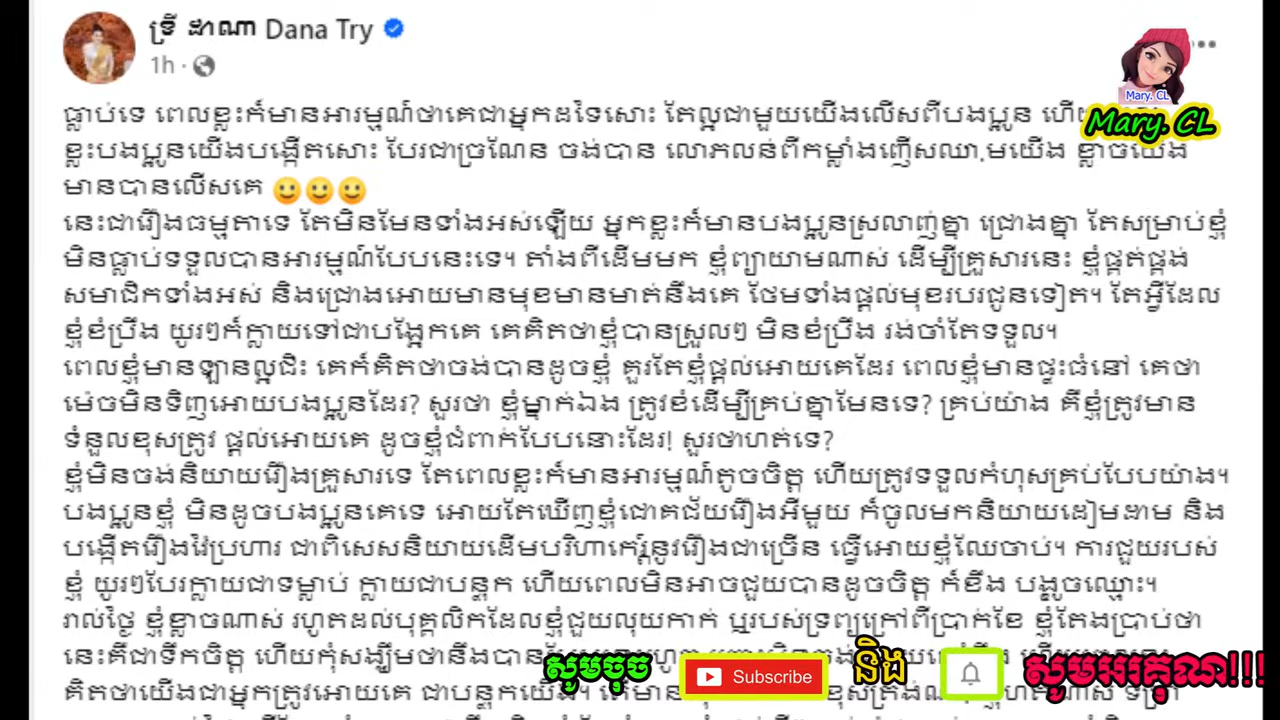 ទ្រី ដាណា Dana Try
1h
Mary. CL
Mary. CL
ធ្លាប់ទេ ពេលខ្លះក៏មានអារម្មណ៍ថាគេជាអ្នកដទៃសោះ តែល្អជាមួយយើងលើសពីបងប្អូន ហើយ
ខ្លះបងប្អូនយើងបង្កើតសោះ បែរជាច្រណែន ចង់បាន លោភលន់ពីកម្លាំងញើសឈាមយើង ខ្លាចយើង
មានបានលើសគេ 🙂🙂🙂
នេះជារឿងធម្មតាទេ តែមិនមែនទាំងអស់ឡើយ អ្នកខ្លះក៏មានបងប្អូនស្រលាញ់គ្នា ជ្រោងគ្នា តែសម្រាប់ខ្ញុំ
មិនធ្លាប់ទទួលបានអារម្មណ៍បែបនេះទេ។ តាំងពីដើមមក ខ្ញុំព្យាយាមណាស់ ដើម្បីគ្រួសារនេះ ខ្ញុំផ្គត់ផ្គង់
សមាជិកទាំងអស់ និងជ្រោងអោយមានមុខមានមាត់នឹងគេ ថែមទាំងផ្តល់មុខរបរជូនទៀត។ តែអ្វីដែល
ខ្ញុំខំប្រឹង យូរៗក៏ក្លាយទៅជាបង្អែកគេ គេគិតថាខ្ញុំបានស្រួលៗ មិនខំប្រឹង រង់ចាំតែទទួល។
ពេលខ្ញុំមានឡានល្អជិះ គេក៏គិតថាចង់បានដូចខ្ញុំ គួរតែខ្ញុំផ្តល់អោយគេដែរ ពេលខ្ញុំមានផ្ទះធំនៅ គេថា
ម៉េចមិនទិញអោយបងប្អូនដែរ? សួរថា ខ្ញុំម្នាក់ឯង ត្រូវខំដើម្បីគ្រប់គ្នាមែនទេ? គ្រប់យ៉ាង គឺខ្ញុំត្រូវមាន
ទំនួលខុសត្រូវ ផ្តល់អោយគេ ដូចខ្ញុំជំពាក់បែបនោះដែរ! សួរថាហត់ទេ?
ខ្ញុំមិនចង់និយាយរឿងគ្រួសារទេ តែពេលខ្លះក៏មានអារម្មណ៍តូចចិត្ត ហើយត្រូវទទួលកំហុសគ្រប់បែបយ៉ាង។
បងប្អូនខ្ញុំ មិនដូចបងប្អូនគេទេ អោយតែឃើញខ្ញុំជោគជ័យរឿងអីមួយ ក៏ចូលមកនិយាយដៀមដាម និង
បង្កើតរឿងវៃប្រហារ ជាពិសេសនិយាយដើមបរិហាកេរ្ត៍នូវរឿងជាច្រើន ធ្វើអោយខ្ញុំឈែចាប់។ ការជួយរបស់
ខ្ញុំ យូរៗបែរក្លាយជាទម្លាប់ ក្លាយជាបន្ទុក ហើយពេលមិនអាចជួយបានដូចចិត្ត ក៏ខឹង បង្ខូចឈ្មោះ។
រាល់ថ្ងៃ ខ្ញុំខ្លាចណាស់ រហូតដល់បុគ្គលិកដែលខ្ញុំជួយលុយកាក់ ឬរបស់ទ្រព្យក្រៅពីប្រាក់ខែ ខ្ញុំតែងប្រាប់ថា
នេះគឺជាទឹកចិត្ត ហើយកុំសង្ឃឹមថានឹងបាន
គិតថាយើងជាអ្នកត្រូវអោយគេ ជាបន្ទុកយើង។
សូមចុច Subscribe និង សូមអរគុណ!!!